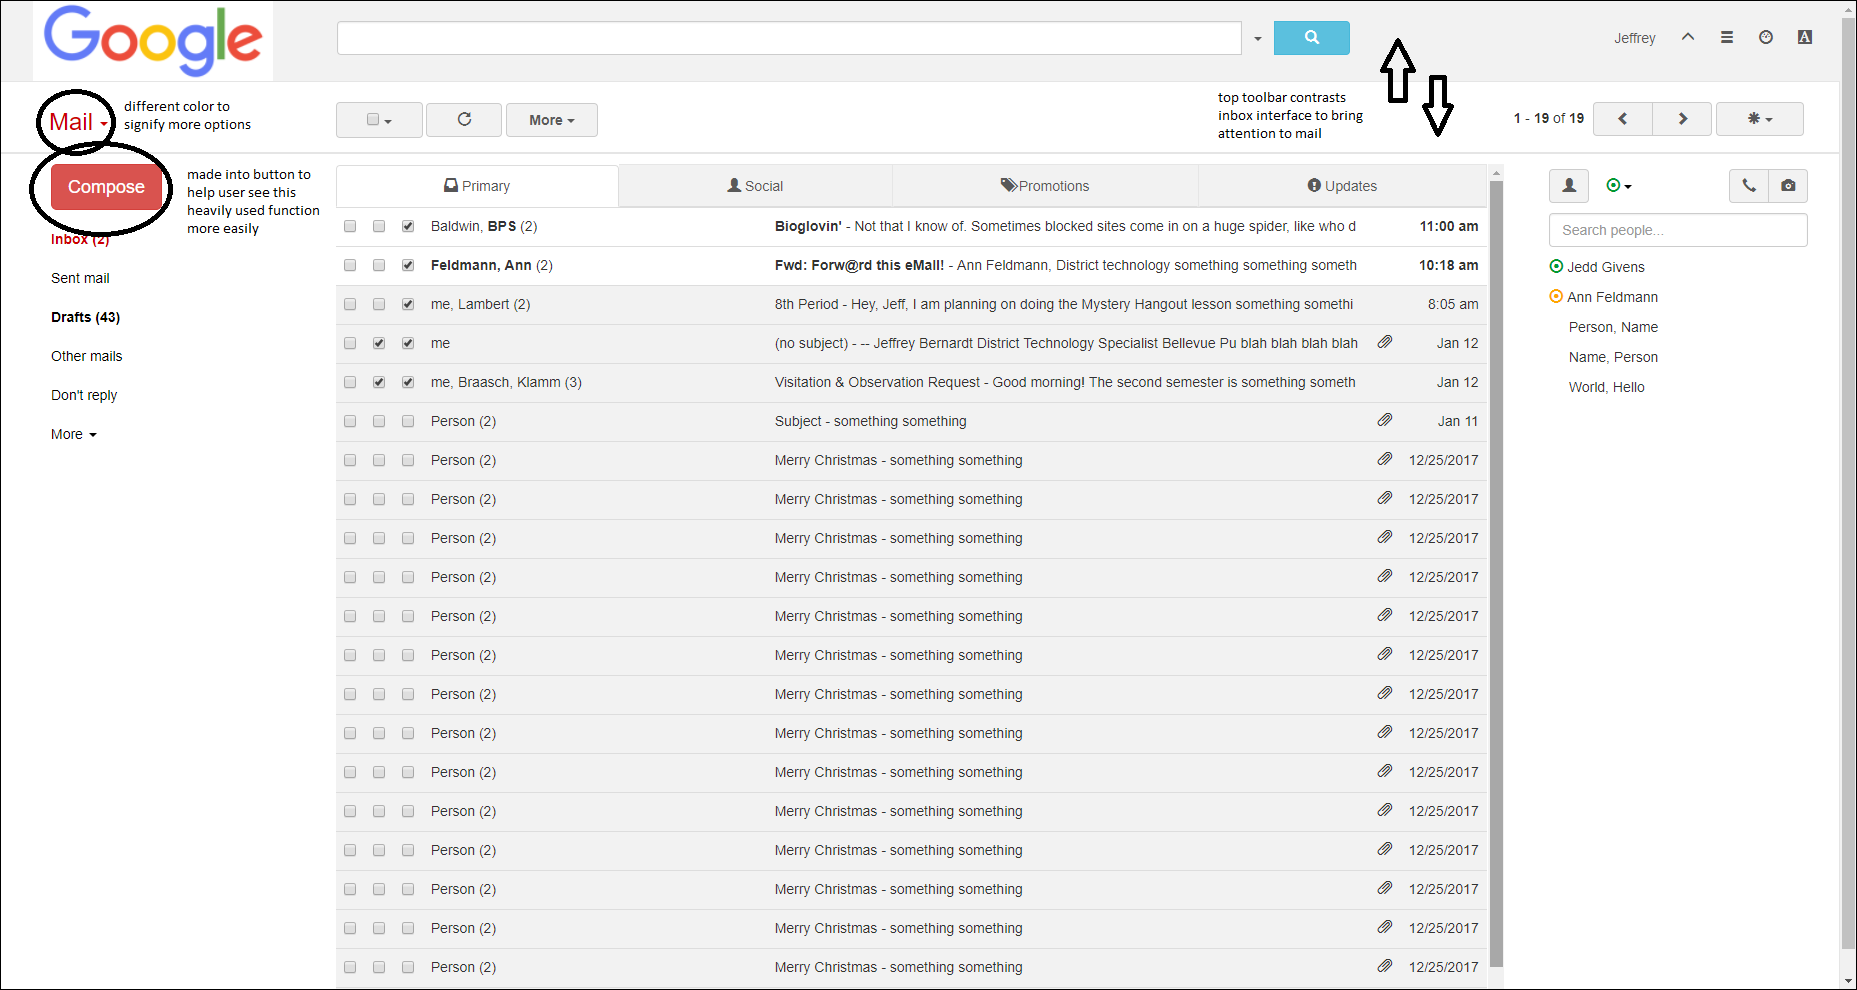 Google
Jeffrey
Mail
different color to
signify more options
More
top toolbar contrasts
inbox interface to bring
attention to mail
1 - 19 of 19
Compose
made into button to
help user see this
heavily used function
more easily
Inbox (2)
Sent mail
Drafts (43)
Other mails
Don't reply
More
Primary Social Promotions Updates
Baldwin, BPS (2) Bioglovin' - Not that I know of. Sometimes blocked sites come in on a huge spider, like who d 11:00 am
Feldmann, Ann (2) Fwd: Forw@rd this eMall! - Ann Feldmann, District technology something something someth 10:18 am
me, Lambert (2) 8th Period - Hey, Jeff, I am planning on doing the Mystery Hangout lesson something somethi 8:05 am
me (no subject) - -- Jeffrey Bernardt District Technology Specialist Bellevue Pu blah blah blah blah Jan 12
me, Braasch, Klamm (3) Visitation & Observation Request - Good morning! The second semester is something someth Jan 12
Person (2) Subject - something something Jan 11
Person (2) Merry Christmas - something something 12/25/2017
Person (2) Merry Christmas - something something 12/25/2017
Person (2) Merry Christmas - something something 12/25/2017
Person (2) Merry Christmas - something something 12/25/2017
Person (2) Merry Christmas - something something 12/25/2017
Person (2) Merry Christmas - something something 12/25/2017
Person (2) Merry Christmas - something something 12/25/2017
Person (2) Merry Christmas - something something 12/25/2017
Person (2) Merry Christmas - something something 12/25/2017
Person (2) Merry Christmas - something something 12/25/2017
Person (2) Merry Christmas - something something 12/25/2017
Person (2) Merry Christmas - something something 12/25/2017
Person (2) Merry Christmas - something something 12/25/2017
Person (2) Merry Christmas - something something 12/25/2017
Search people...
Jedd Givens
Ann Feldmann
Person, Name
Name, Person
World, Hello